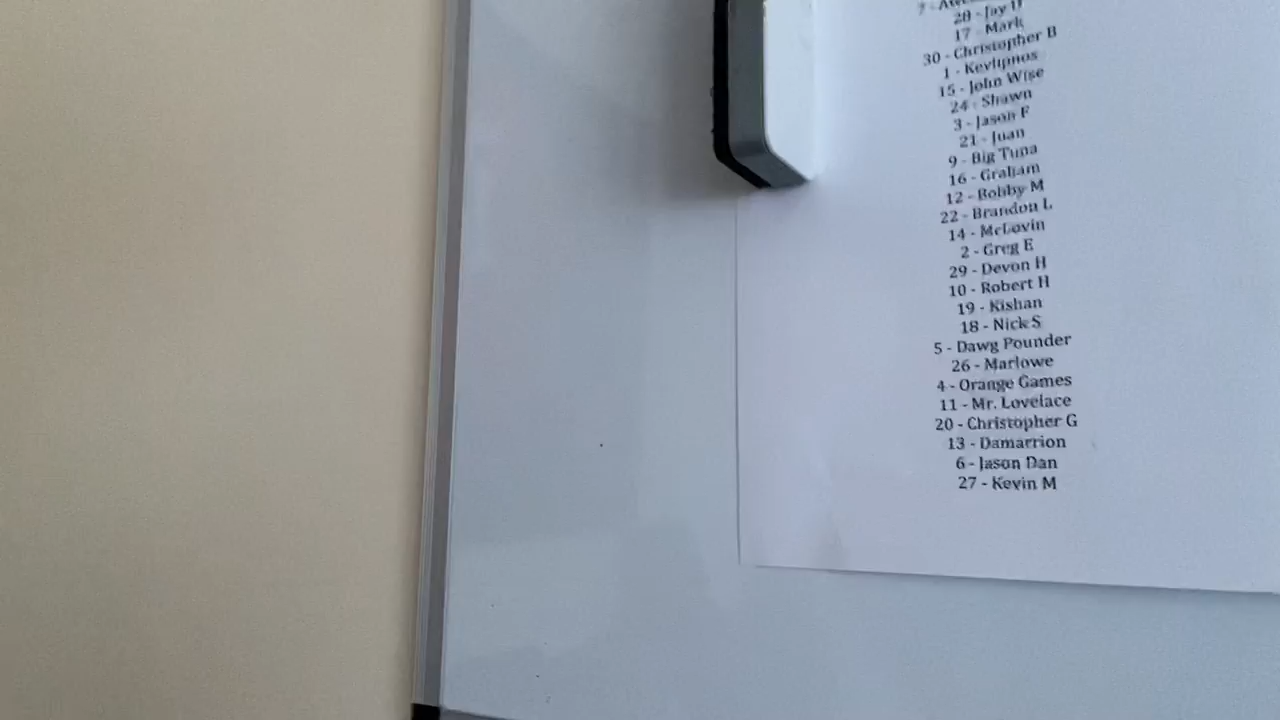 28 - Jay D
17 - Mark
30 - Christopher B
1 - Kevlipnos
15 - John Wise
24 - Shawn
3 - Jason F
21 - Juan
9 - Big Tuna
16 - Graham
12 - Bobby M
22 - Brandon L
14 - McLovin
2 - Greg E
29 - Devon H
10 - Robert H
19 - Kishan
18 - Nick S
5 - Dawg Pounder
26 - Marlowe
4 - Orange Games
11 - Mr. Lovelace
20 - Christopher G
13 - Damarrion
6 - Jason Dan
27 - Kevin M